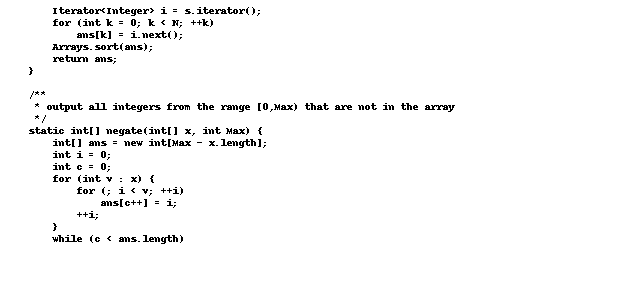 Iterator<Integer> i = s.iterator();
for (int k = 0; k < N; ++k)
ans[k] = i.next();
Arrays.sort(ans);
return ans;
}
/**
* output all integers from the range [0,Max) that are not in the array
*/
static int[] negate(int[] x, int Max) {
int[] ans = new int[Max - x.length];
int i = 0;
int c = 0;
for (int v : x) {
for (; i < v; ++i)
ans[c++] = i;
++i;
}
while (c < ans.length)